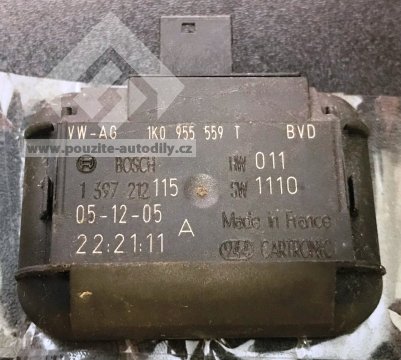 VW-AG 1K0 955 559 T BVD
www.pouzite-autodily.cz
BOSCH HW 011
1 397 212 115 SW 1110
05-12-05 A Made in France
22:21:11 CARTRONIC